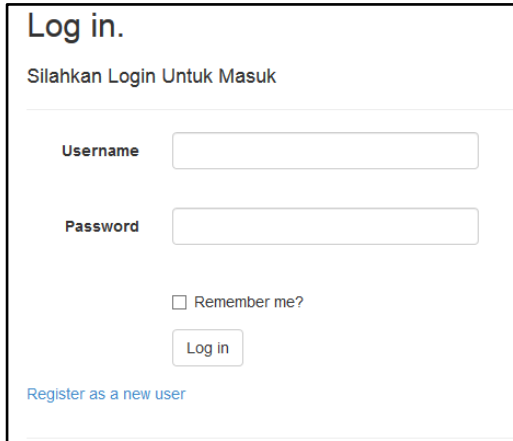 Log in.
Silahkan Login Untuk Masuk
Username
Password
Remember me?
Log in
Register as a new user